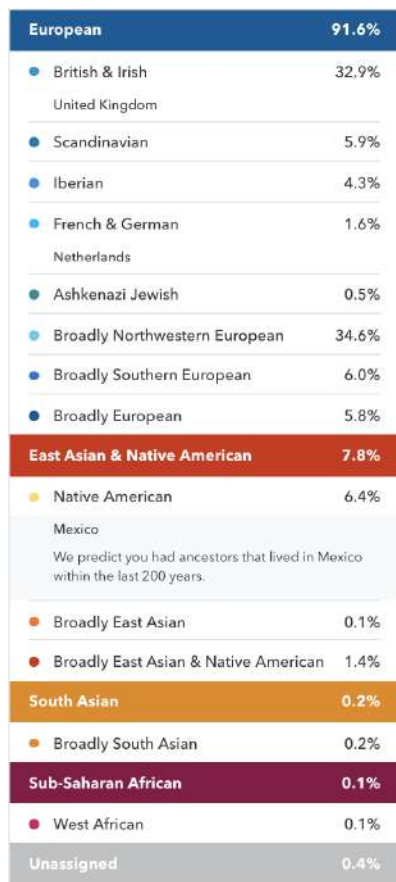 European 91.6%
British & Irish 32.9%
United Kingdom
Scandinavian 5.9%
Iberian 4.3%
French & German 1.6%
Netherlands
Ashkenazi Jewish 0.5%
Broadly Northwestern European 34.6%
Broadly Southern European 6.0%
Broadly European 5.8%
East Asian & Native American 7.8%
Native American 6.4%
Mexico
We predict you had ancestors that lived in Mexico
within the last 200 years.
Broadly East Asian 0.1%
Broadly East Asian & Native American 1.4%
South Asian 0.2%
Broadly South Asian 0.2%
Sub-Saharan African 0.1%
West African 0.1%
Unassigned 0.4%